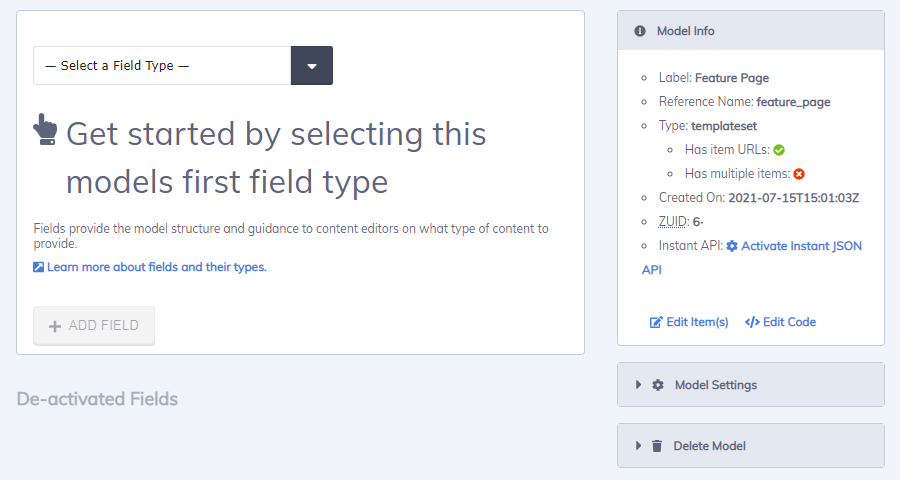 — Select a Field Type —
Get started by selecting this
models first field type
Fields provide the model structure and guidance to content editors on what type of content to
provide.
Learn more about fields and their types.
ADD FIELD
De-activated Fields
Model Info
Label: Feature Page
Reference Name: feature_page
Type: templateset
Has item URLs:
Has multiple items:
Created On: 2021-07-15T15:01:03Z
ZUID: 6-
Instant API: Activate Instant JSON
API
Edit Item(s) Edit Code
Model Settings
Delete Model